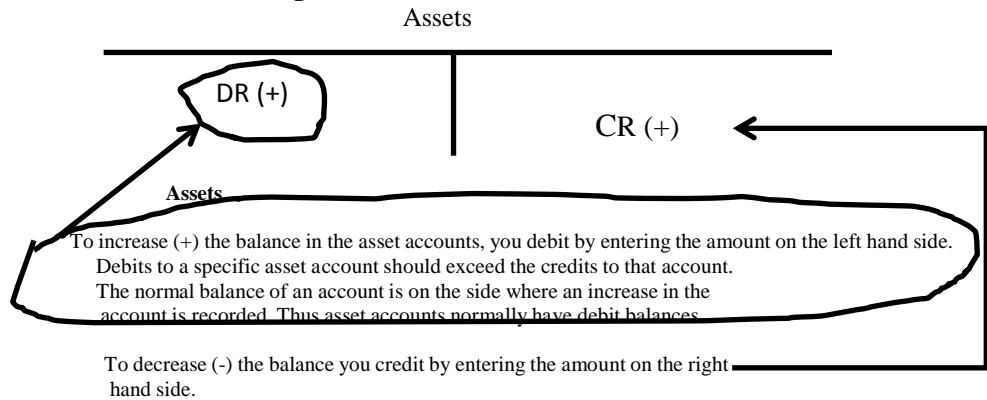 Assets
DR (+)
CR (+)
Assets
To increase (+) the balance in the asset accounts, you debit by entering the amount on the left hand side.
Debits to a specific asset account should exceed the credits to that account.
The normal balance of an account is on the side where an increase in the
account is recorded. Thus asset accounts normally have debit balances
To decrease (-) the balance you credit by entering the amount on the right
hand side.